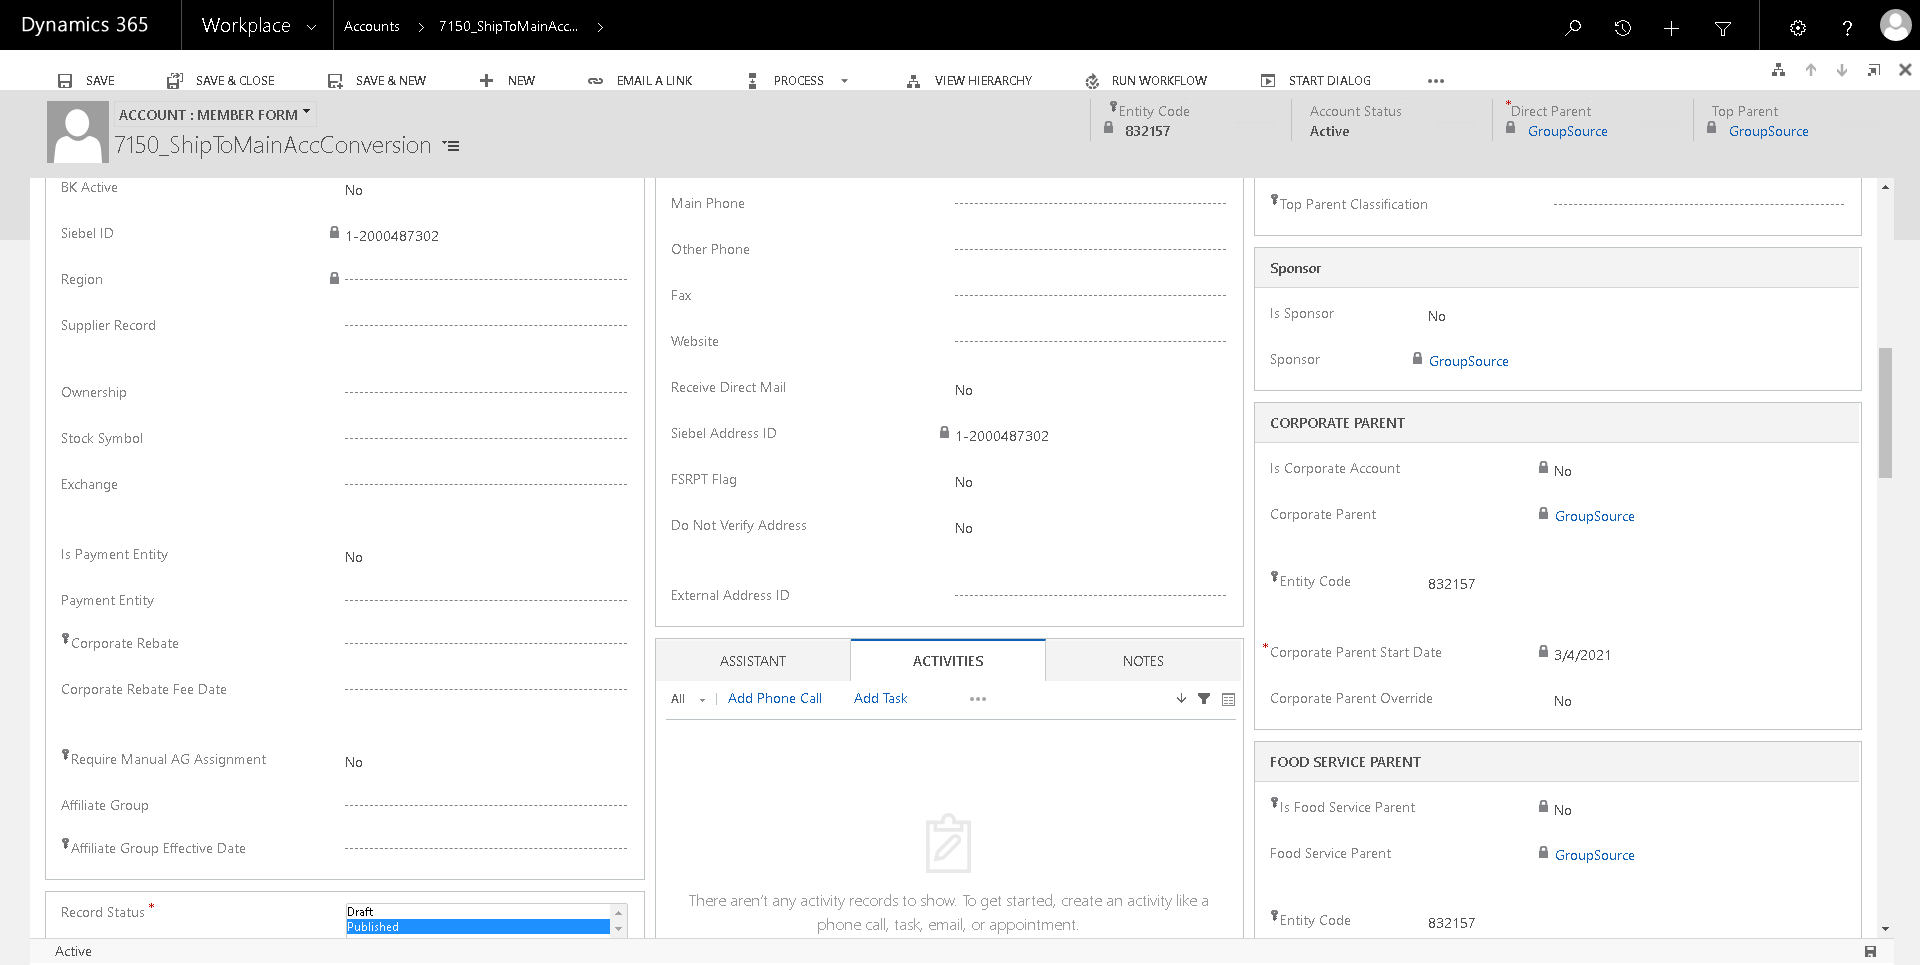 Dynamics 365
Workplace
Accounts
7150_ShipToMainAcc...
SAVE
SAVE & CLOSE
SAVE & NEW
NEW
EMAIL A LINK
PROCESS
VIEW HIERARCHY
RUN WORKFLOW
START DIALOG
ACCOUNT : MEMBER FORM
7150_ShipToMainAccConversion
Entity Code
832157
Account Status
Active
*Direct Parent
GroupSource
Top Parent
GroupSource
BK Active No
Siebel ID 1-2000487302
Region
Supplier Record
Ownership
Stock Symbol
Exchange
Is Payment Entity No
Payment Entity
Corporate Rebate
Corporate Rebate Fee Date
Require Manual AG Assignment No
Affiliate Group
Affiliate Group Effective Date
Record Status *
Draft
Published
Main Phone
Other Phone
Fax
Website
Receive Direct Mail No
Siebel Address ID 1-2000487302
FSRPT Flag No
Do Not Verify Address No
External Address ID
ASSISTANT ACTIVITIES NOTES
All Add Phone Call Add Task
There aren't any activity records to show. To get started, create an activity like a
phone call, task, email, or appointment.
Top Parent Classification
Sponsor
Is Sponsor No
Sponsor GroupSource
CORPORATE PARENT
Is Corporate Account No
Corporate Parent GroupSource
Entity Code 832157
*Corporate Parent Start Date 3/4/2021
Corporate Parent Override No
FOOD SERVICE PARENT
Is Food Service Parent No
Food Service Parent GroupSource
Entity Code 832157
Active